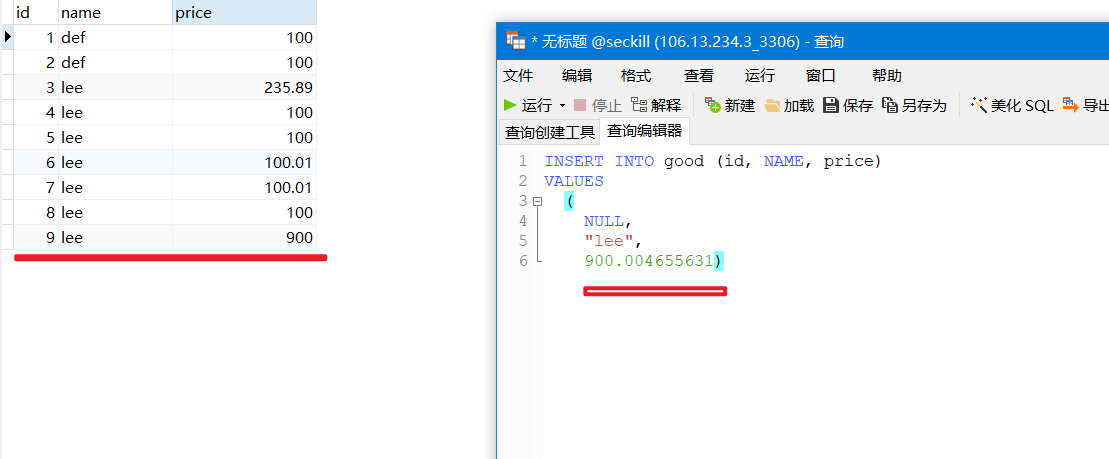 id name price
1 def 100
2 def 100
3 lee 235.89
4 lee 100
5 lee 100
6 lee 100.01
7 lee 100.01
8 lee 100
9 lee 900
* 无标题 @seckill (106.13.234.3_3306) - 查询
文件 编辑 格式 查看 运行 窗口 帮助
运行 停止 解释 新建 加载 保存 另存为 美化 SQL 导出
查询创建工具 查询编辑器
1 INSERT INTO good (id, NAME, price)
2 VALUES
3 (
4 NULL,
5 "lee",
6 900.004655631)